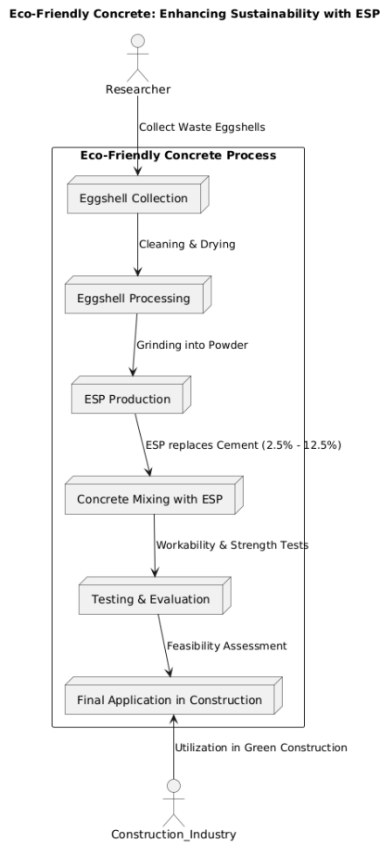 Eco-Friendly Concrete: Enhancing Sustainability with ESP
Researcher
Collect Waste Eggshells
Eco-Friendly Concrete Process
Eggshell Collection
Cleaning & Drying
Eggshell Processing
Grinding into Powder
ESP Production
ESP replaces Cement (2.5% - 12.5%)
Concrete Mixing with ESP
Workability & Strength Tests
Testing & Evaluation
Feasibility Assessment
Final Application in Construction
Utilization in Green Construction
Construction_Industry